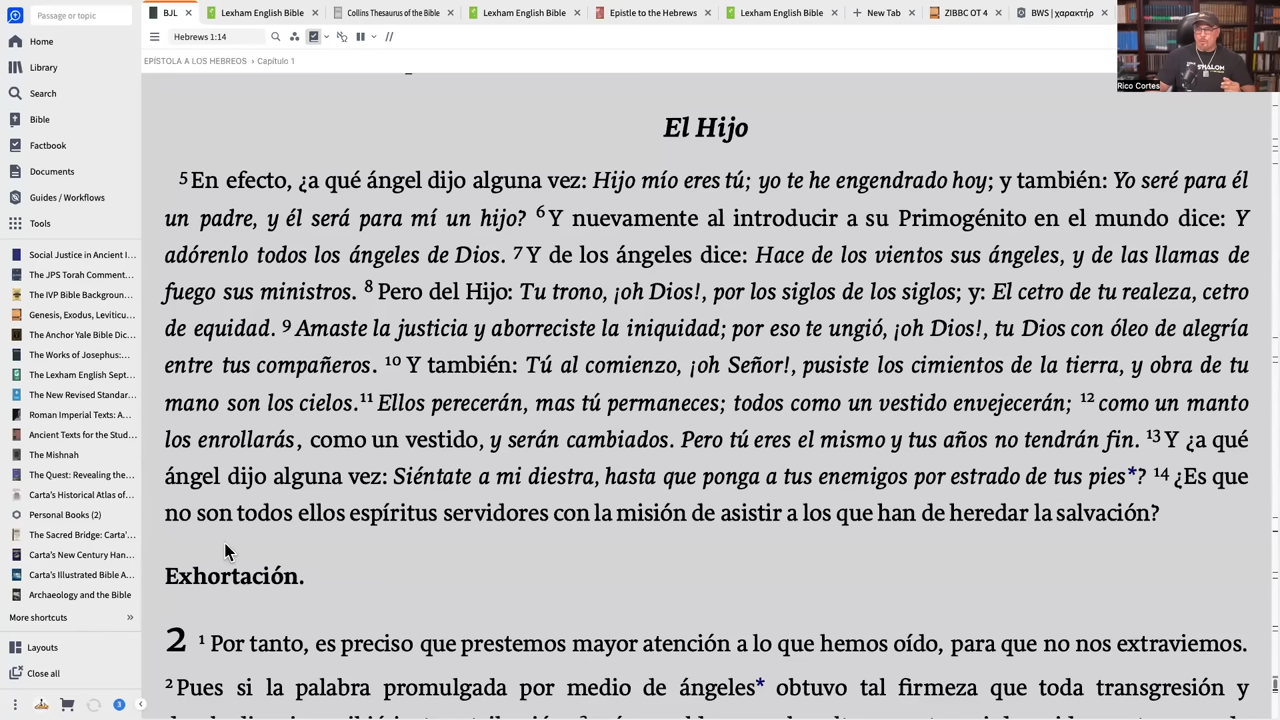 Passage or topic
Home
Library
Search
Bible
Factbook
Documents
Guides / Workflows
Tools
Social Justice in Ancient I...
The JPS Torah Comment...
The IVP Bible Backgroun...
Genesis, Exodus, Leviticu...
The Anchor Yale Bible Dic...
The Works of Josephus:...
The Lexham English Sept...
The New Revised Standar...
Roman Imperial Texts: A...
Ancient Texts for the Stud...
The Mishnah
The Quest: Revealing the...
Carta's Historical Atlas of...
Personal Books (2)
The Sacred Bridge: Carta'...
Carta's New Century Han...
Carta's Illustrated Bible A...
Archaeology and the Bible
More shortcuts »
Layouts
Close all
3
BJL × Lexham English Bible × Collins Thesaurus of the Bible × Lexham English Bible × Epistle to the Hebrews × Lexham English Bible × + New Tab × ZIBBC OT 4 × BWS | χαρακτήρ ×
Hebrews 1:14
EPÍSTOLA A LOS HEBREOS › Capítulo 1
SHALOM
Rico Cortes
El Hijo
5 En efecto, ¿a qué ángel dijo alguna vez: Hijo mío eres tú; yo te he engendrado hoy; y también: Yo seré para él
un padre, y él será para mí un hijo? 6 Y nuevamente al introducir a su Primogénito en el mundo dice: Y
adórenlo todos los ángeles de Dios. 7 Y de los ángeles dice: Hace de los vientos sus ángeles, y de las llamas de
fuego sus ministros. 8 Pero del Hijo: Tu trono, ¡oh Dios!, por los siglos de los siglos; y: El cetro de tu realeza, cetro
de equidad. 9 Amaste la justicia y aborreciste la iniquidad; por eso te ungió, ¡oh Dios!, tu Dios con óleo de alegría
entre tus compañeros. 10 Y también: Tú al comienzo, ¡oh Señor!, pusiste los cimientos de la tierra, y obra de tu
mano son los cielos.11 Ellos perecerán, mas tú permaneces; todos como un vestido envejecerán; 12 como un manto
los enrollarás, como un vestido, y serán cambiados. Pero tú eres el mismo y tus años no tendrán fin. 13 Y ¿a qué
ángel dijo alguna vez: Siéntate a mi diestra, hasta que ponga a tus enemigos por estrado de tus pies*? 14 ¿Es que
no son todos ellos espíritus servidores con la misión de asistir a los que han de heredar la salvación?
Exhortación.
2 1 Por tanto, es preciso que prestemos mayor atención a lo que hemos oído, para que no nos extraviemos.
2 Pues si la palabra promulgada por medio de ángeles* obtuvo tal firmeza que toda transgresión y